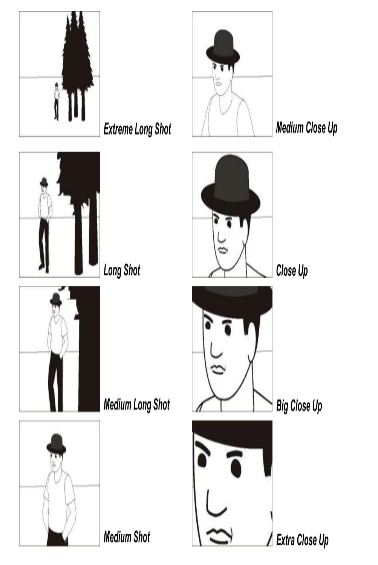 Extreme Long Shot
Medium Close Up
Long Shot
Close Up
Medium Long Shot
Big Close Up
Medium Shot
Extra Close Up